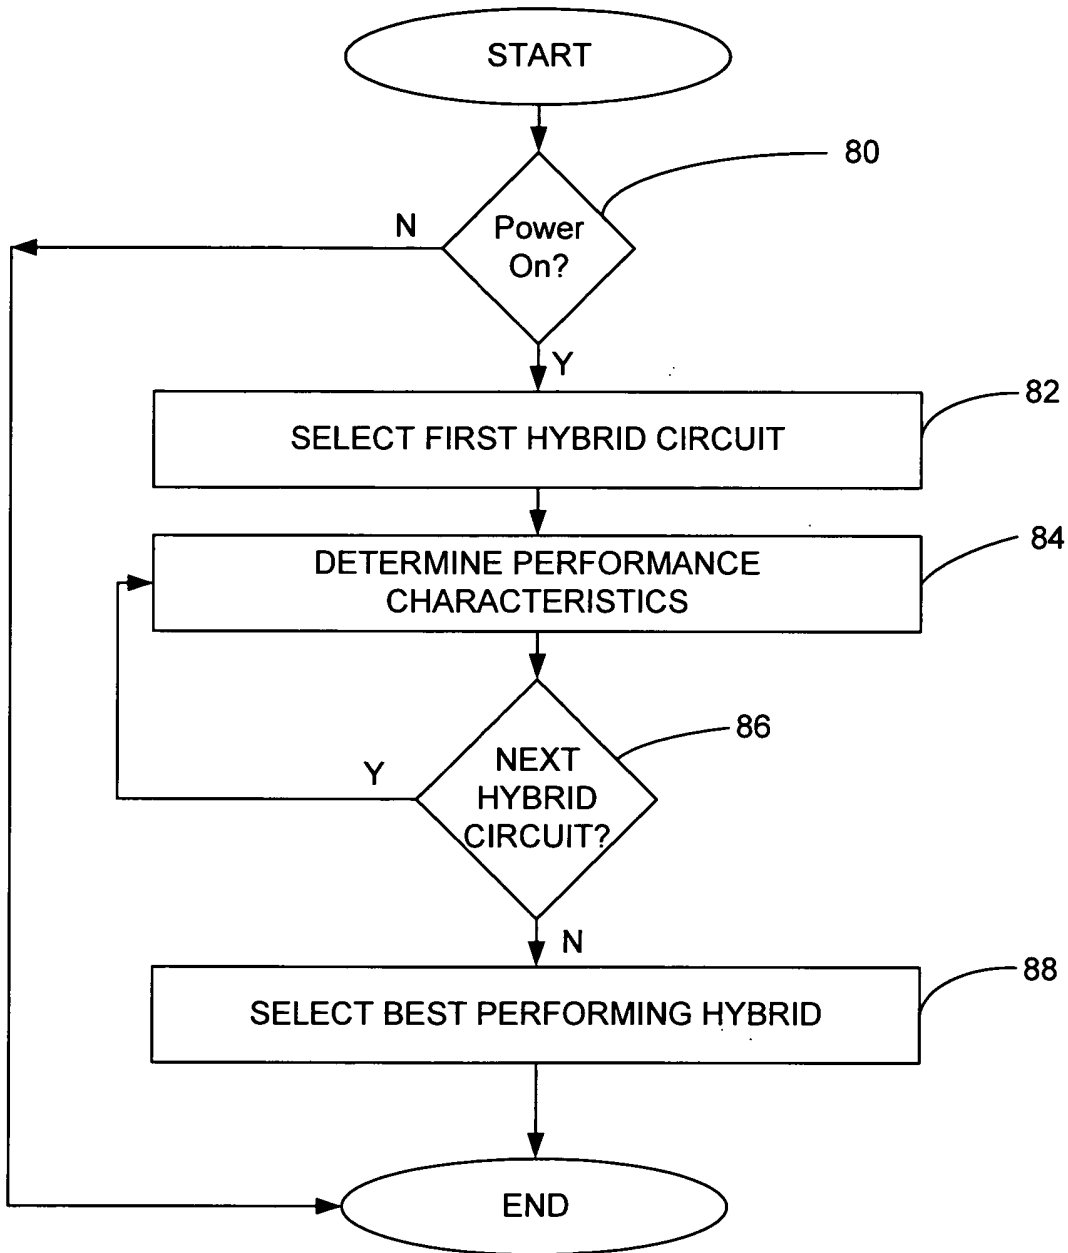 START
80
Power
On?
N
Y
82
SELECT FIRST HYBRID CIRCUIT
84
DETERMINE PERFORMANCE
CHARACTERISTICS
86
NEXT
HYBRID
CIRCUIT?
Y
N
88
SELECT BEST PERFORMING HYBRID
END